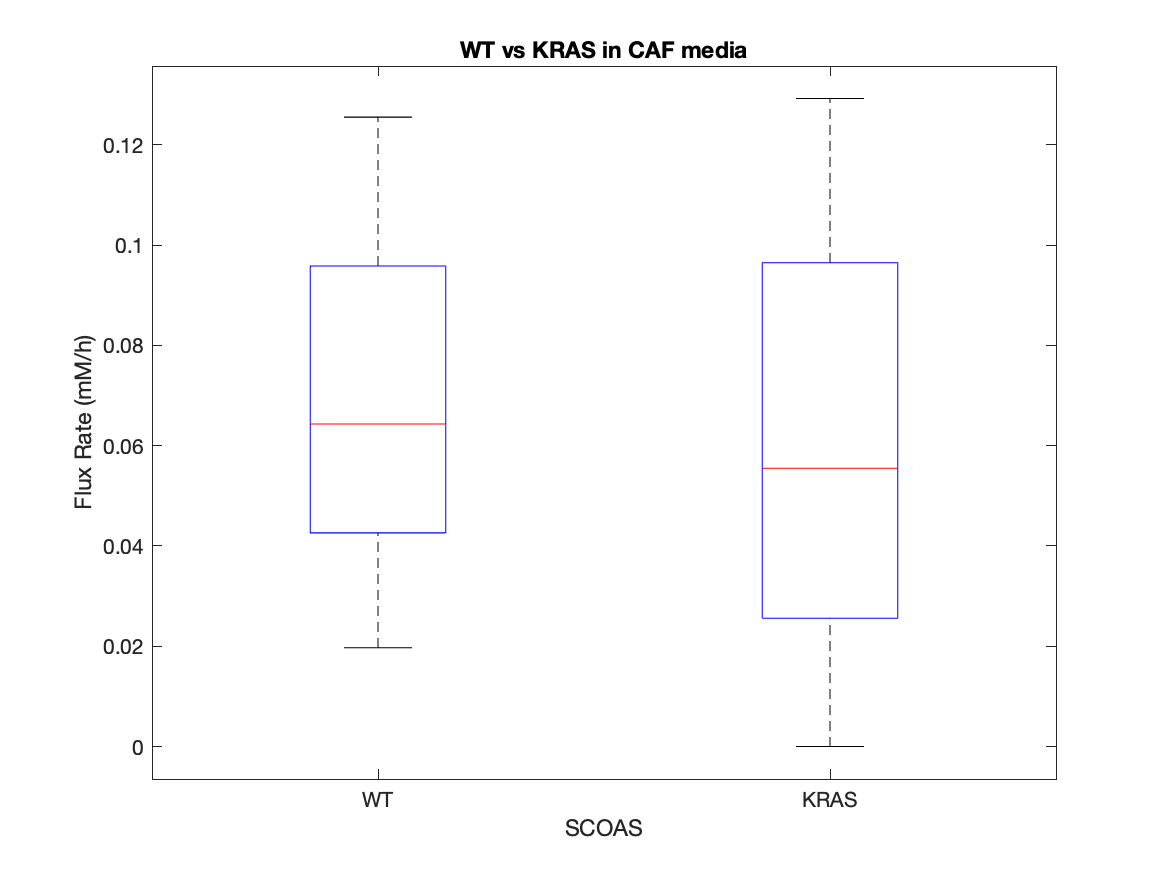 WT vs KRAS in CAF media
Flux Rate (mM/h)
0.12
0.1
0.08
0.06
0.04
0.02
0
WT
KRAS
SCOAS